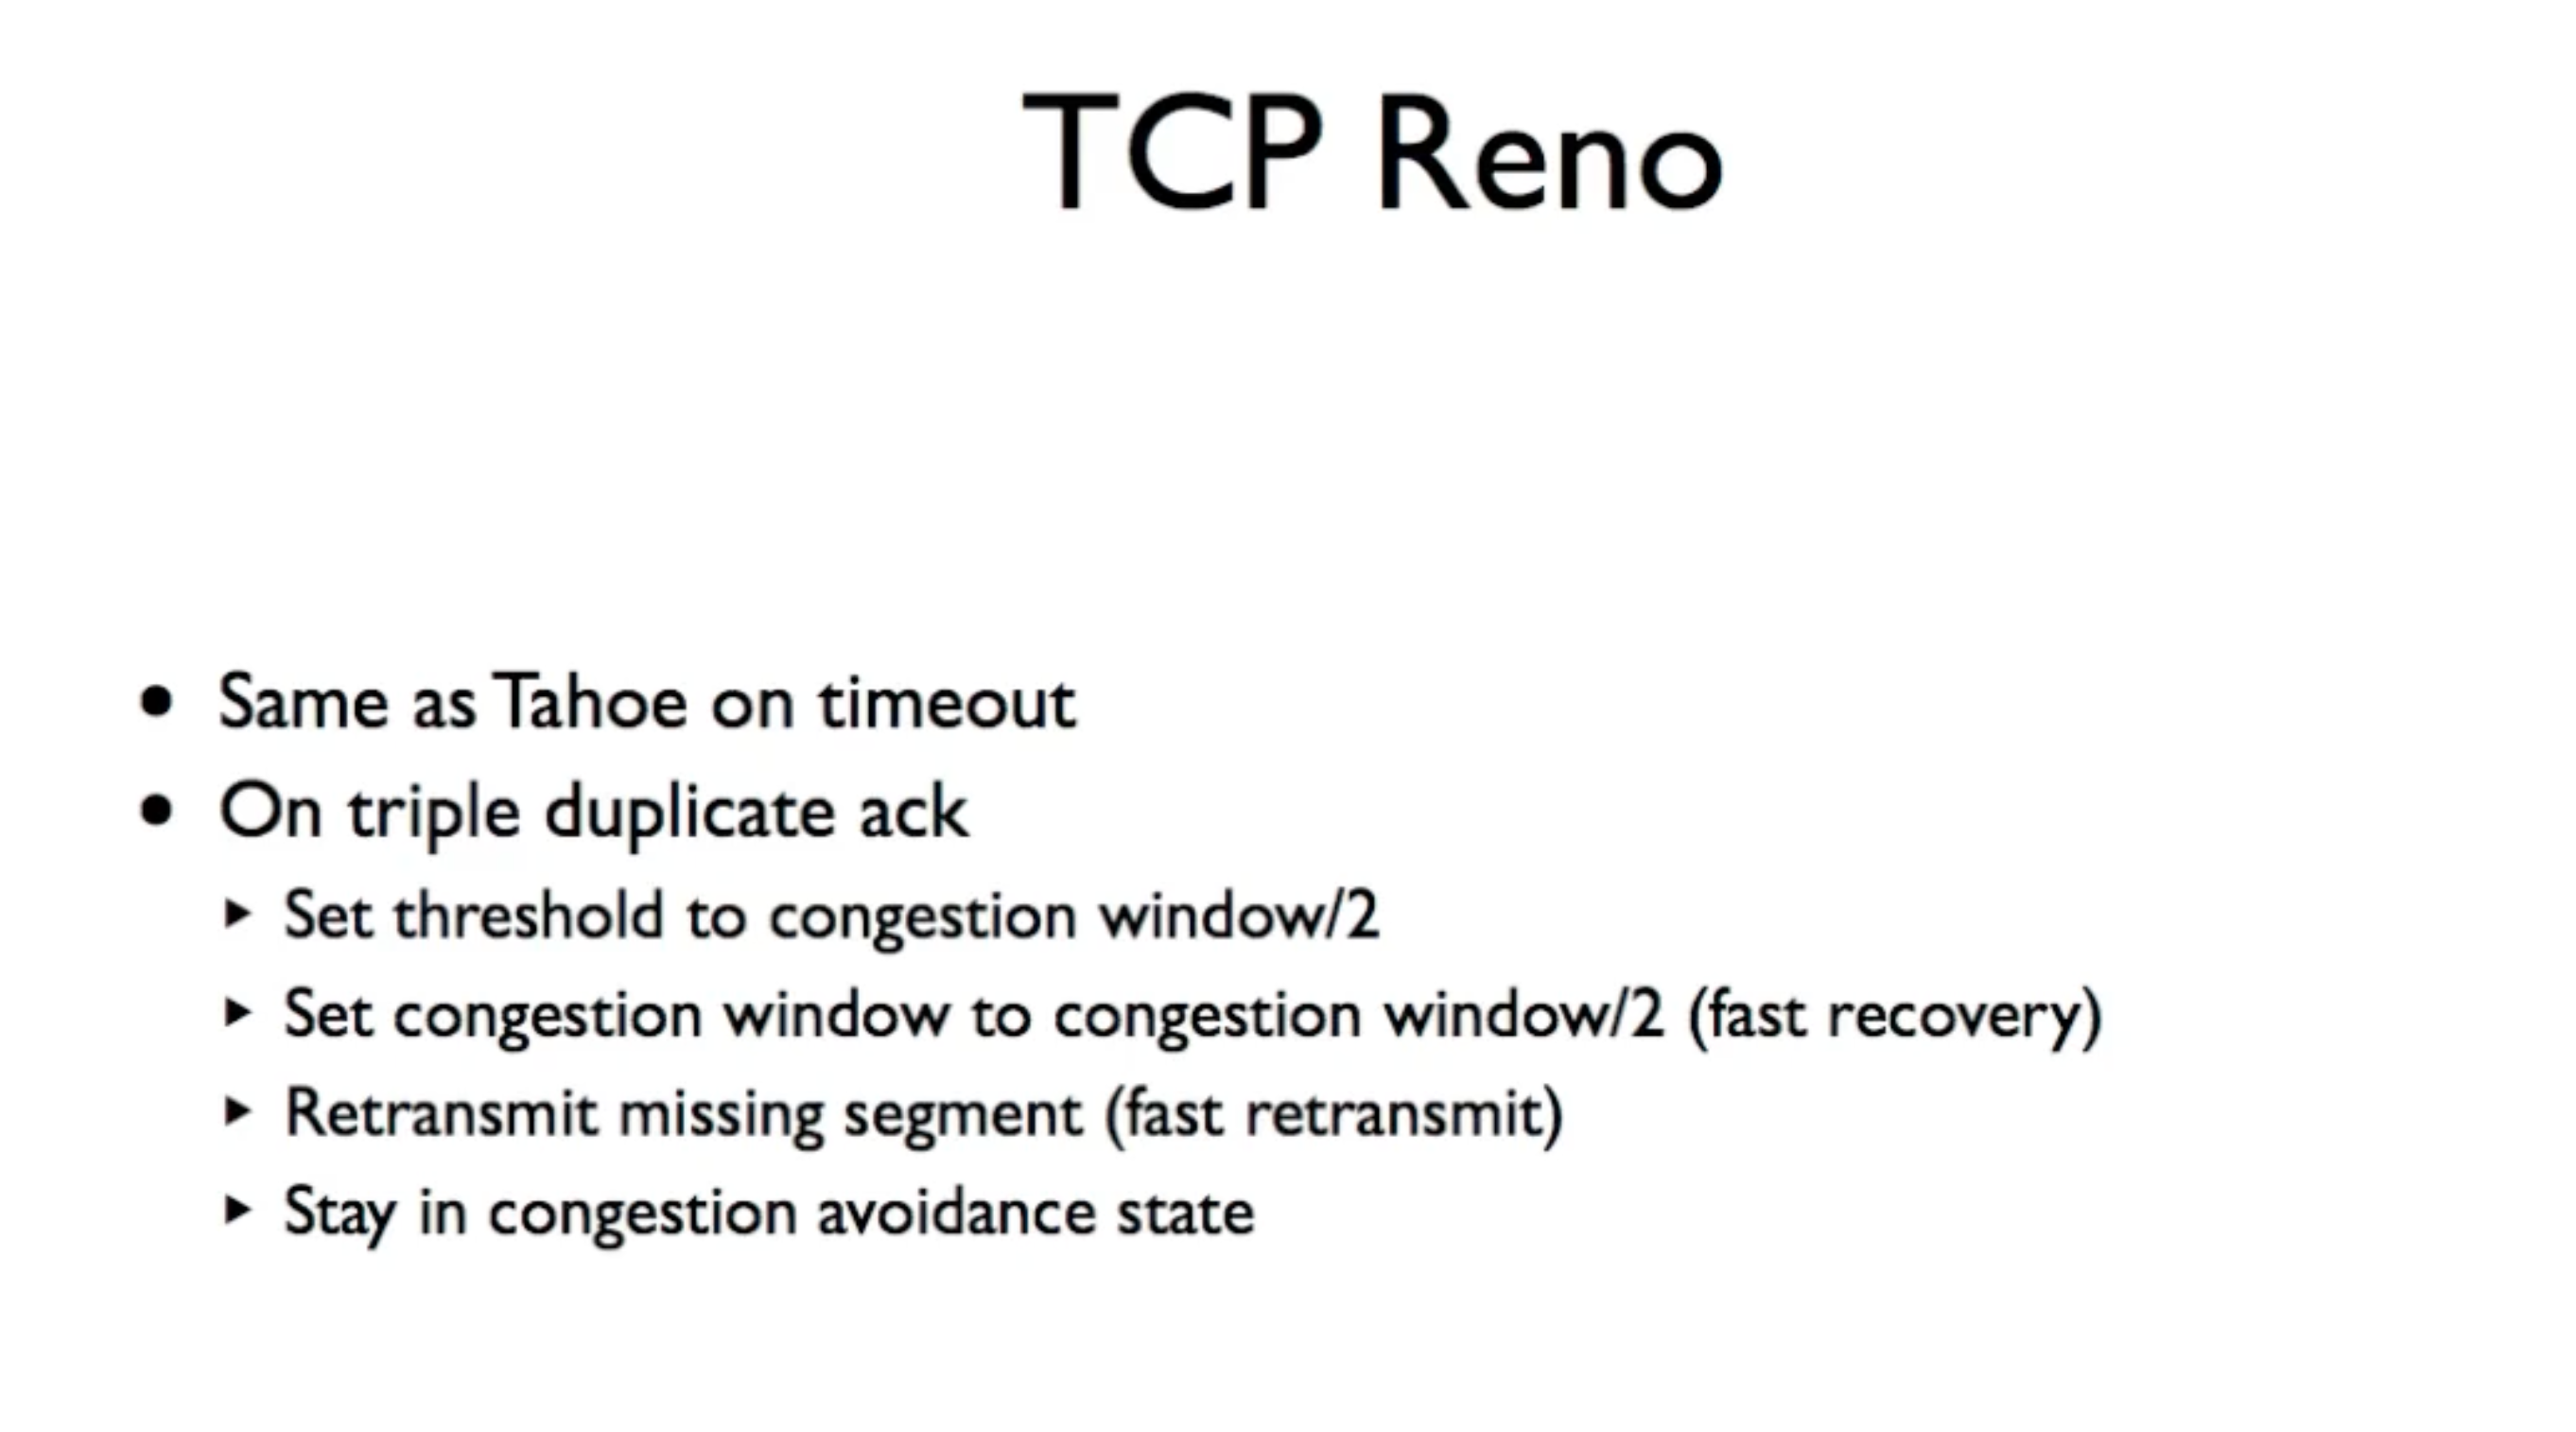 TCP Reno
• Same as Tahoe on timeout
• On triple duplicate ack
‣ Set threshold to congestion window/2
‣ Set congestion window to congestion window/2 (fast recovery)
‣ Retransmit missing segment (fast retransmit)
‣ Stay in congestion avoidance state